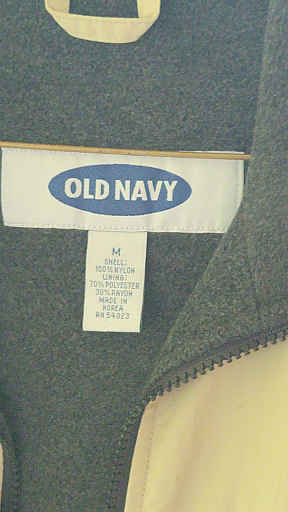 OLD NAVY
M
SHELL:
100% NYLON
LINING:
70% POLYESTER
30% RAYON
MADE IN
KOREA
RN 54023